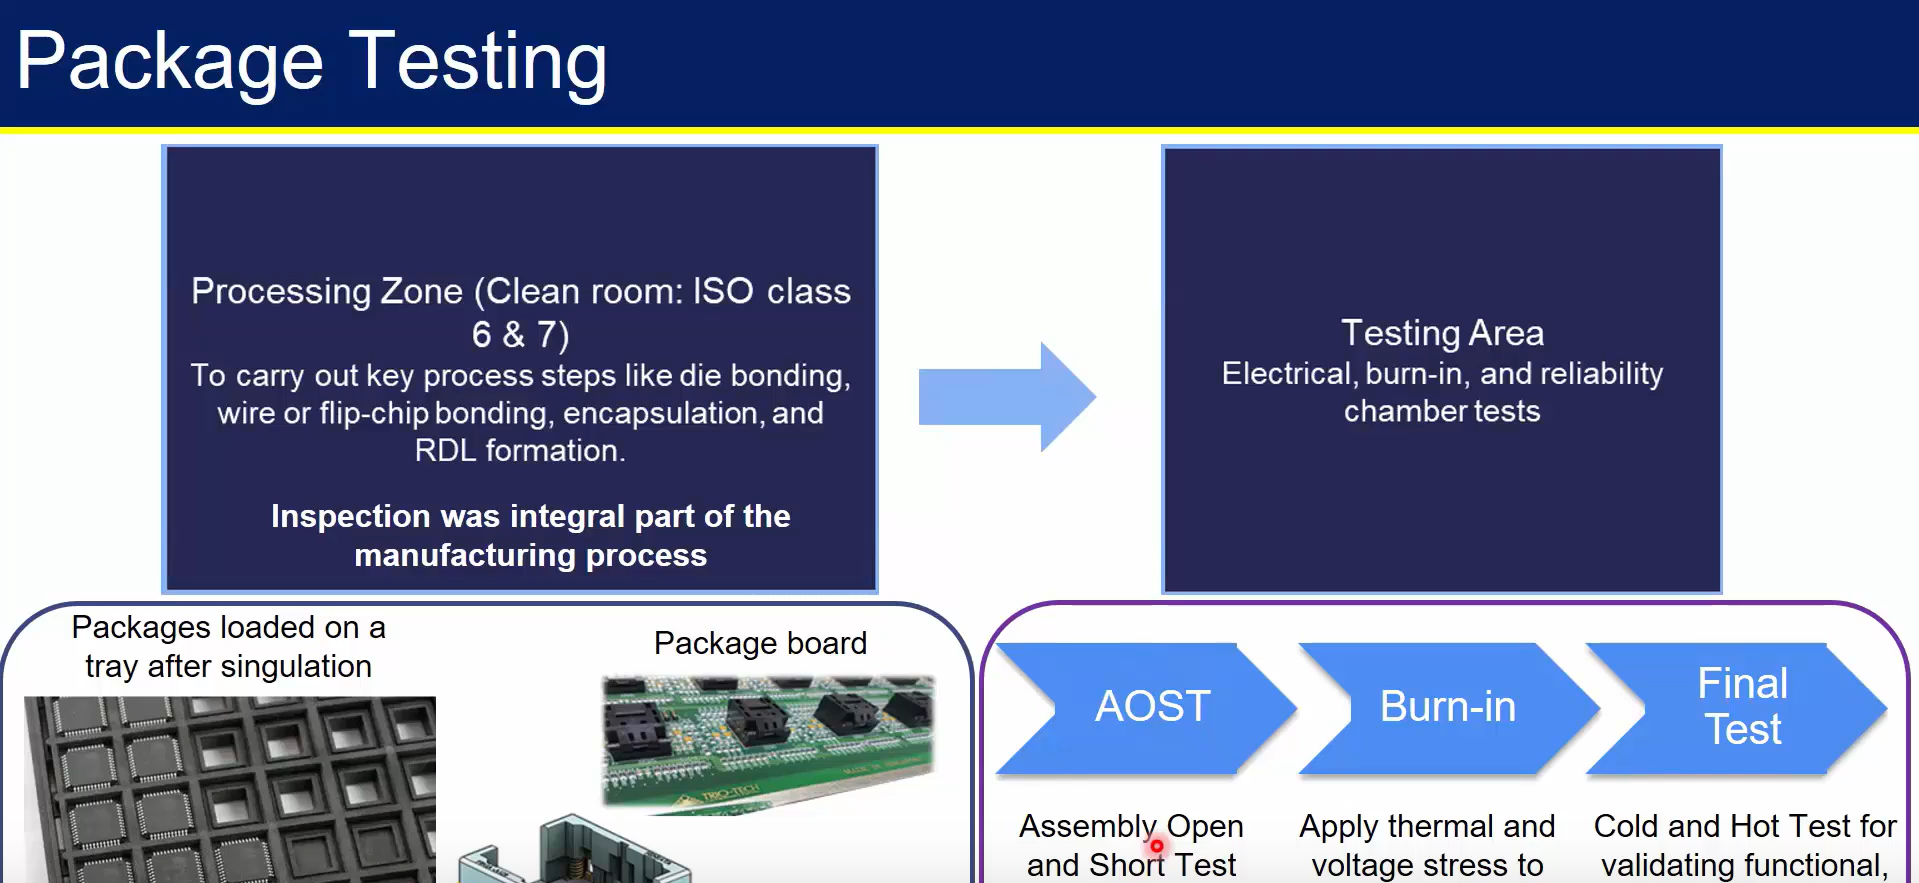 Package Testing
Processing Zone (Clean room: ISO class
6 & 7)
To carry out key process steps like die bonding,
wire or flip-chip bonding, encapsulation, and
RDL formation.
Inspection was integral part of the
manufacturing process
Testing Area
Electrical, burn-in, and reliability
chamber tests
Packages loaded on a
tray after singulation
Package board
TRIO-TECH
AOST
Burn-in
Final
Test
Assembly Open
and Short Test
Apply thermal and
voltage stress to
Cold and Hot Test for
validating functional,